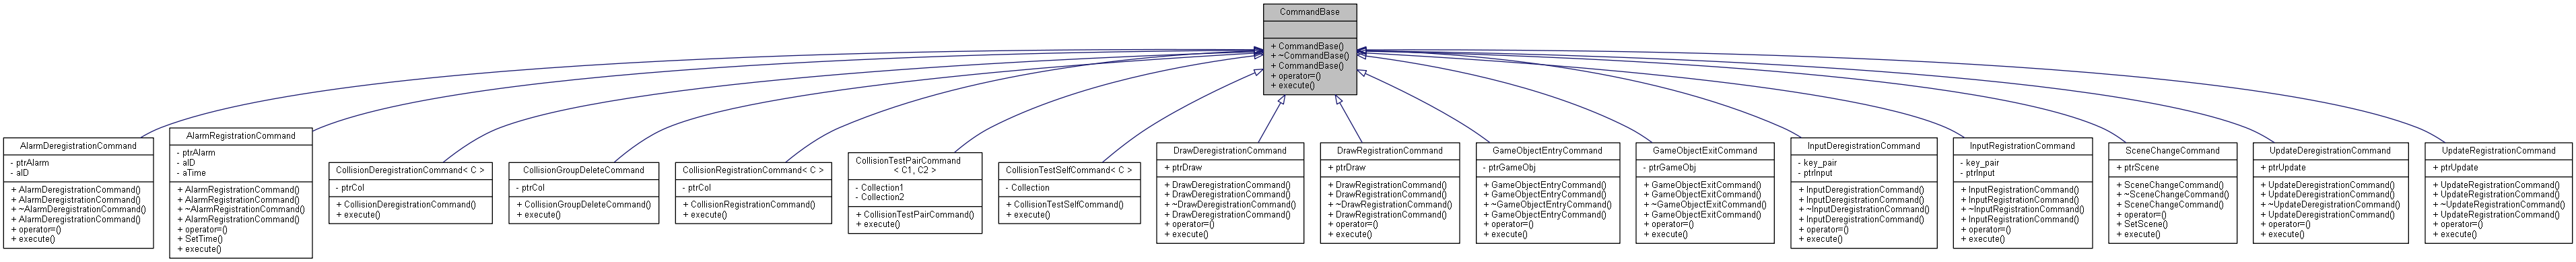 CommandBase
+ CommandBase()
+ ~CommandBase()
+ CommandBase()
+ operator=()
+ execute()
AlarmDeregistrationCommand
- ptrAlarm
- aID
+ AlarmDeregistrationCommand()
+ AlarmDeregistrationCommand()
+ ~AlarmDeregistrationCommand()
+ AlarmDeregistrationCommand()
+ operator=()
+ execute()
AlarmRegistrationCommand
- ptrAlarm
- aID
- aTime
+ AlarmRegistrationCommand()
+ AlarmRegistrationCommand()
+ ~AlarmRegistrationCommand()
+ AlarmRegistrationCommand()
+ operator=()
+ SetTime()
+ execute()
CollisionDeregistrationCommand< C >
- ptrCol
+ CollisionDeregistrationCommand()
+ execute()
CollisionGroupDeleteCommand
- ptrCol
+ CollisionGroupDeleteCommand()
+ execute()
CollisionRegistrationCommand< C >
- ptrCol
+ CollisionRegistrationCommand()
+ execute()
CollisionTestPairCommand
< C1, C2 >
- Collection1
- Collection2
+ CollisionTestPairCommand()
+ execute()
CollisionTestSelfCommand< C >
- Collection
+ CollisionTestSelfCommand()
+ execute()
DrawDeregistrationCommand
+ ptrDraw
+ DrawDeregistrationCommand()
+ DrawDeregistrationCommand()
+ ~DrawDeregistrationCommand()
+ DrawDeregistrationCommand()
+ operator=()
+ execute()
DrawRegistrationCommand
+ ptrDraw
+ DrawRegistrationCommand()
+ DrawRegistrationCommand()
+ ~DrawRegistrationCommand()
+ DrawRegistrationCommand()
+ operator=()
+ execute()
GameObjectEntryCommand
- ptrGameObj
+ GameObjectEntryCommand()
+ GameObjectEntryCommand()
+ ~GameObjectEntryCommand()
+ GameObjectEntryCommand()
+ operator=()
+ execute()
GameObjectExitCommand
- ptrGameObj
+ GameObjectExitCommand()
+ GameObjectExitCommand()
+ ~GameObjectExitCommand()
+ GameObjectExitCommand()
+ operator=()
+ execute()
InputDeregistrationCommand
- key_pair
- ptrInput
+ InputDeregistrationCommand()
+ InputDeregistrationCommand()
+ ~InputDeregistrationCommand()
+ InputDeregistrationCommand()
+ operator=()
+ execute()
InputRegistrationCommand
- key_pair
- ptrInput
+ InputRegistrationCommand()
+ InputRegistrationCommand()
+ ~InputRegistrationCommand()
+ InputRegistrationCommand()
+ operator=()
+ execute()
SceneChangeCommand
+ ptrScene
+ SceneChangeCommand()
+ ~SceneChangeCommand()
+ SceneChangeCommand()
+ operator=()
+ SetScene()
+ execute()
UpdateDeregistrationCommand
+ ptrUpdate
+ UpdateDeregistrationCommand()
+ UpdateDeregistrationCommand()
+ ~UpdateDeregistrationCommand()
+ UpdateDeregistrationCommand()
+ operator=()
+ execute()
UpdateRegistrationCommand
+ ptrUpdate
+ UpdateRegistrationCommand()
+ UpdateRegistrationCommand()
+ ~UpdateRegistrationCommand()
+ UpdateRegistrationCommand()
+ operator=()
+ execute()